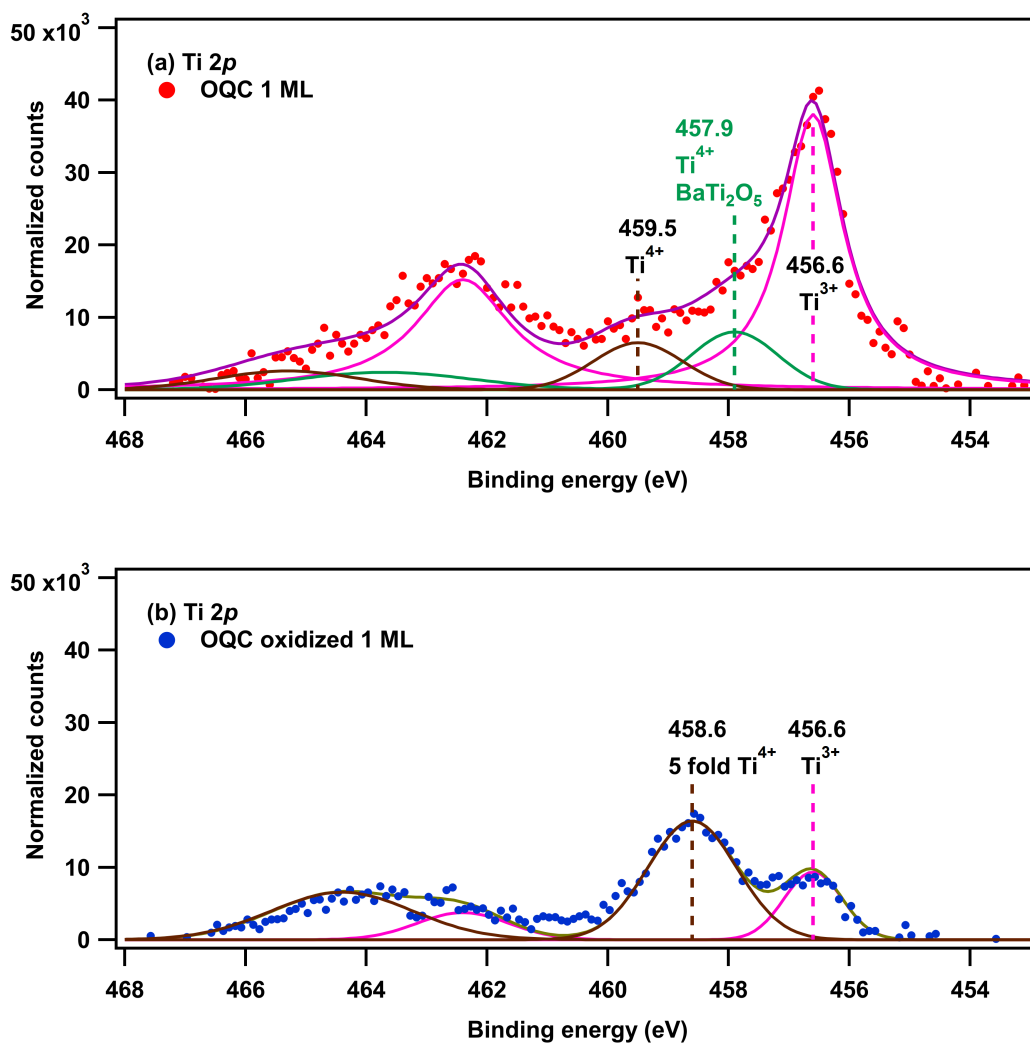 50 x10³
40
30
20
10
0
Normalized counts
(a) Ti 2p
OQC 1 ML
457.9
Ti⁴⁺
BaTi₂O₅
459.5
Ti⁴⁺
456.6
Ti³⁺
468
466
464
462
460
458
456
454
Binding energy (eV)
50 x10³
40
30
20
10
0
Normalized counts
(b) Ti 2p
OQC oxidized 1 ML
458.6
5 fold Ti⁴⁺
456.6
Ti³⁺
468
466
464
462
460
458
456
454
Binding energy (eV)